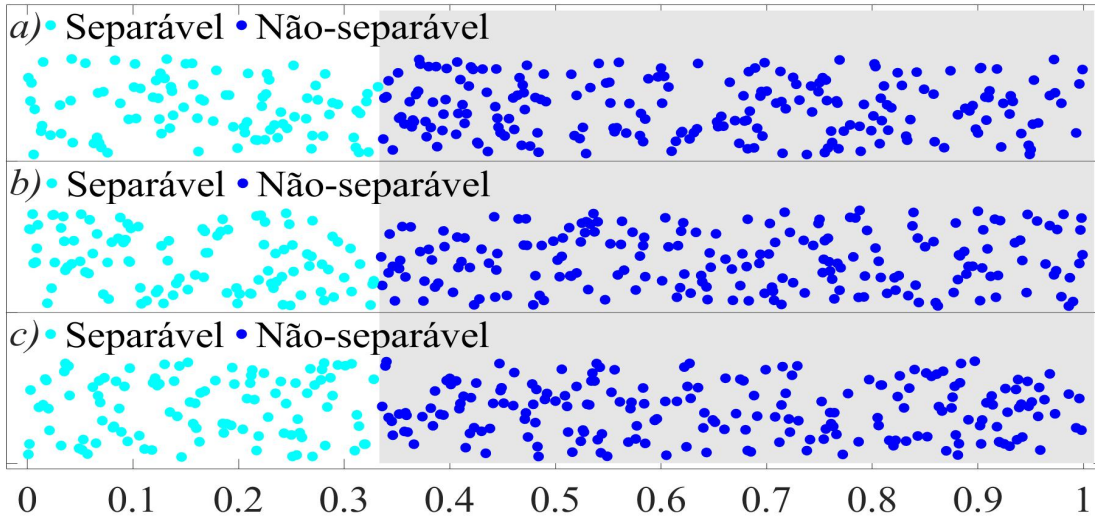 a) Separável Não-separável
b) Separável Não-separável
c) Separável Não-separável
0 0.1 0.2 0.3 0.4 0.5 0.6 0.7 0.8 0.9 1